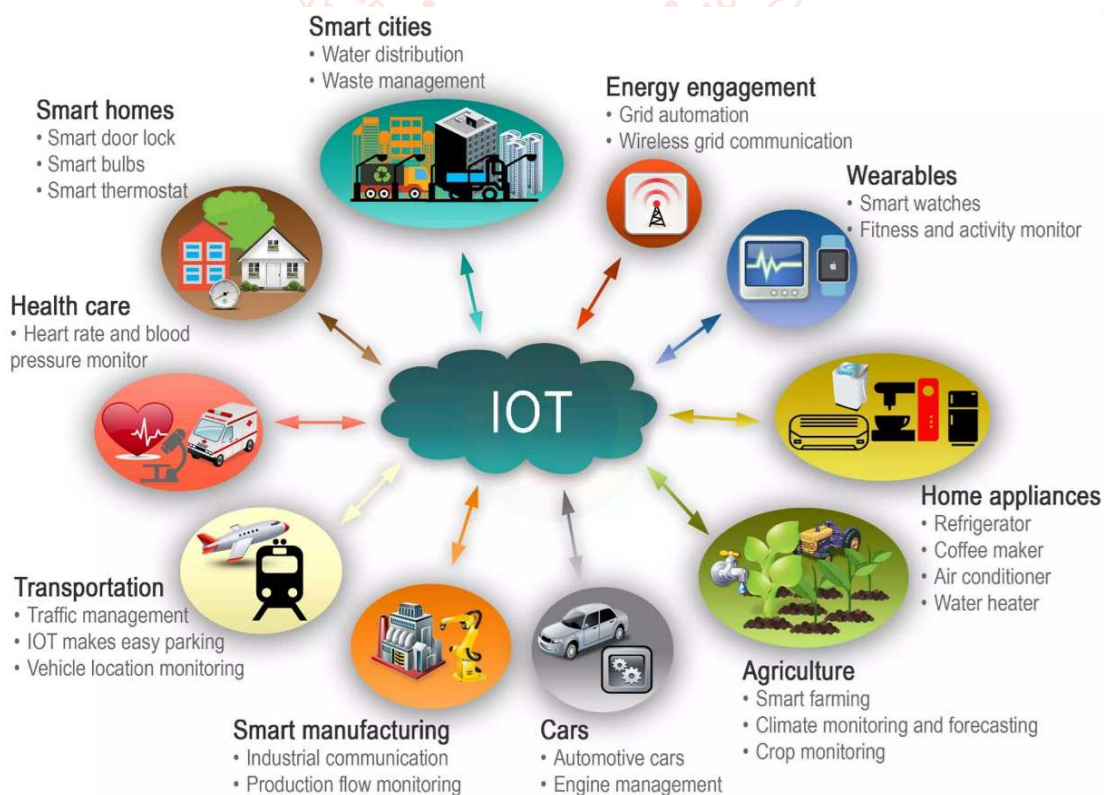 Smart cities
• Water distribution
• Waste management
Energy engagement
• Grid automation
• Wireless grid communication
Smart homes
• Smart door lock
• Smart bulbs
• Smart thermostat
Wearables
• Smart watches
• Fitness and activity monitor
Health care
• Heart rate and blood
pressure monitor
IOT
Home appliances
• Refrigerator
• Coffee maker
• Air conditioner
• Water heater
Transportation
• Traffic management
• IOT makes easy parking
• Vehicle location monitoring
Agriculture
• Smart farming
• Climate monitoring and forecasting
• Crop monitoring
Smart manufacturing
• Industrial communication
• Production flow monitoring
Cars
• Automotive cars
• Engine management